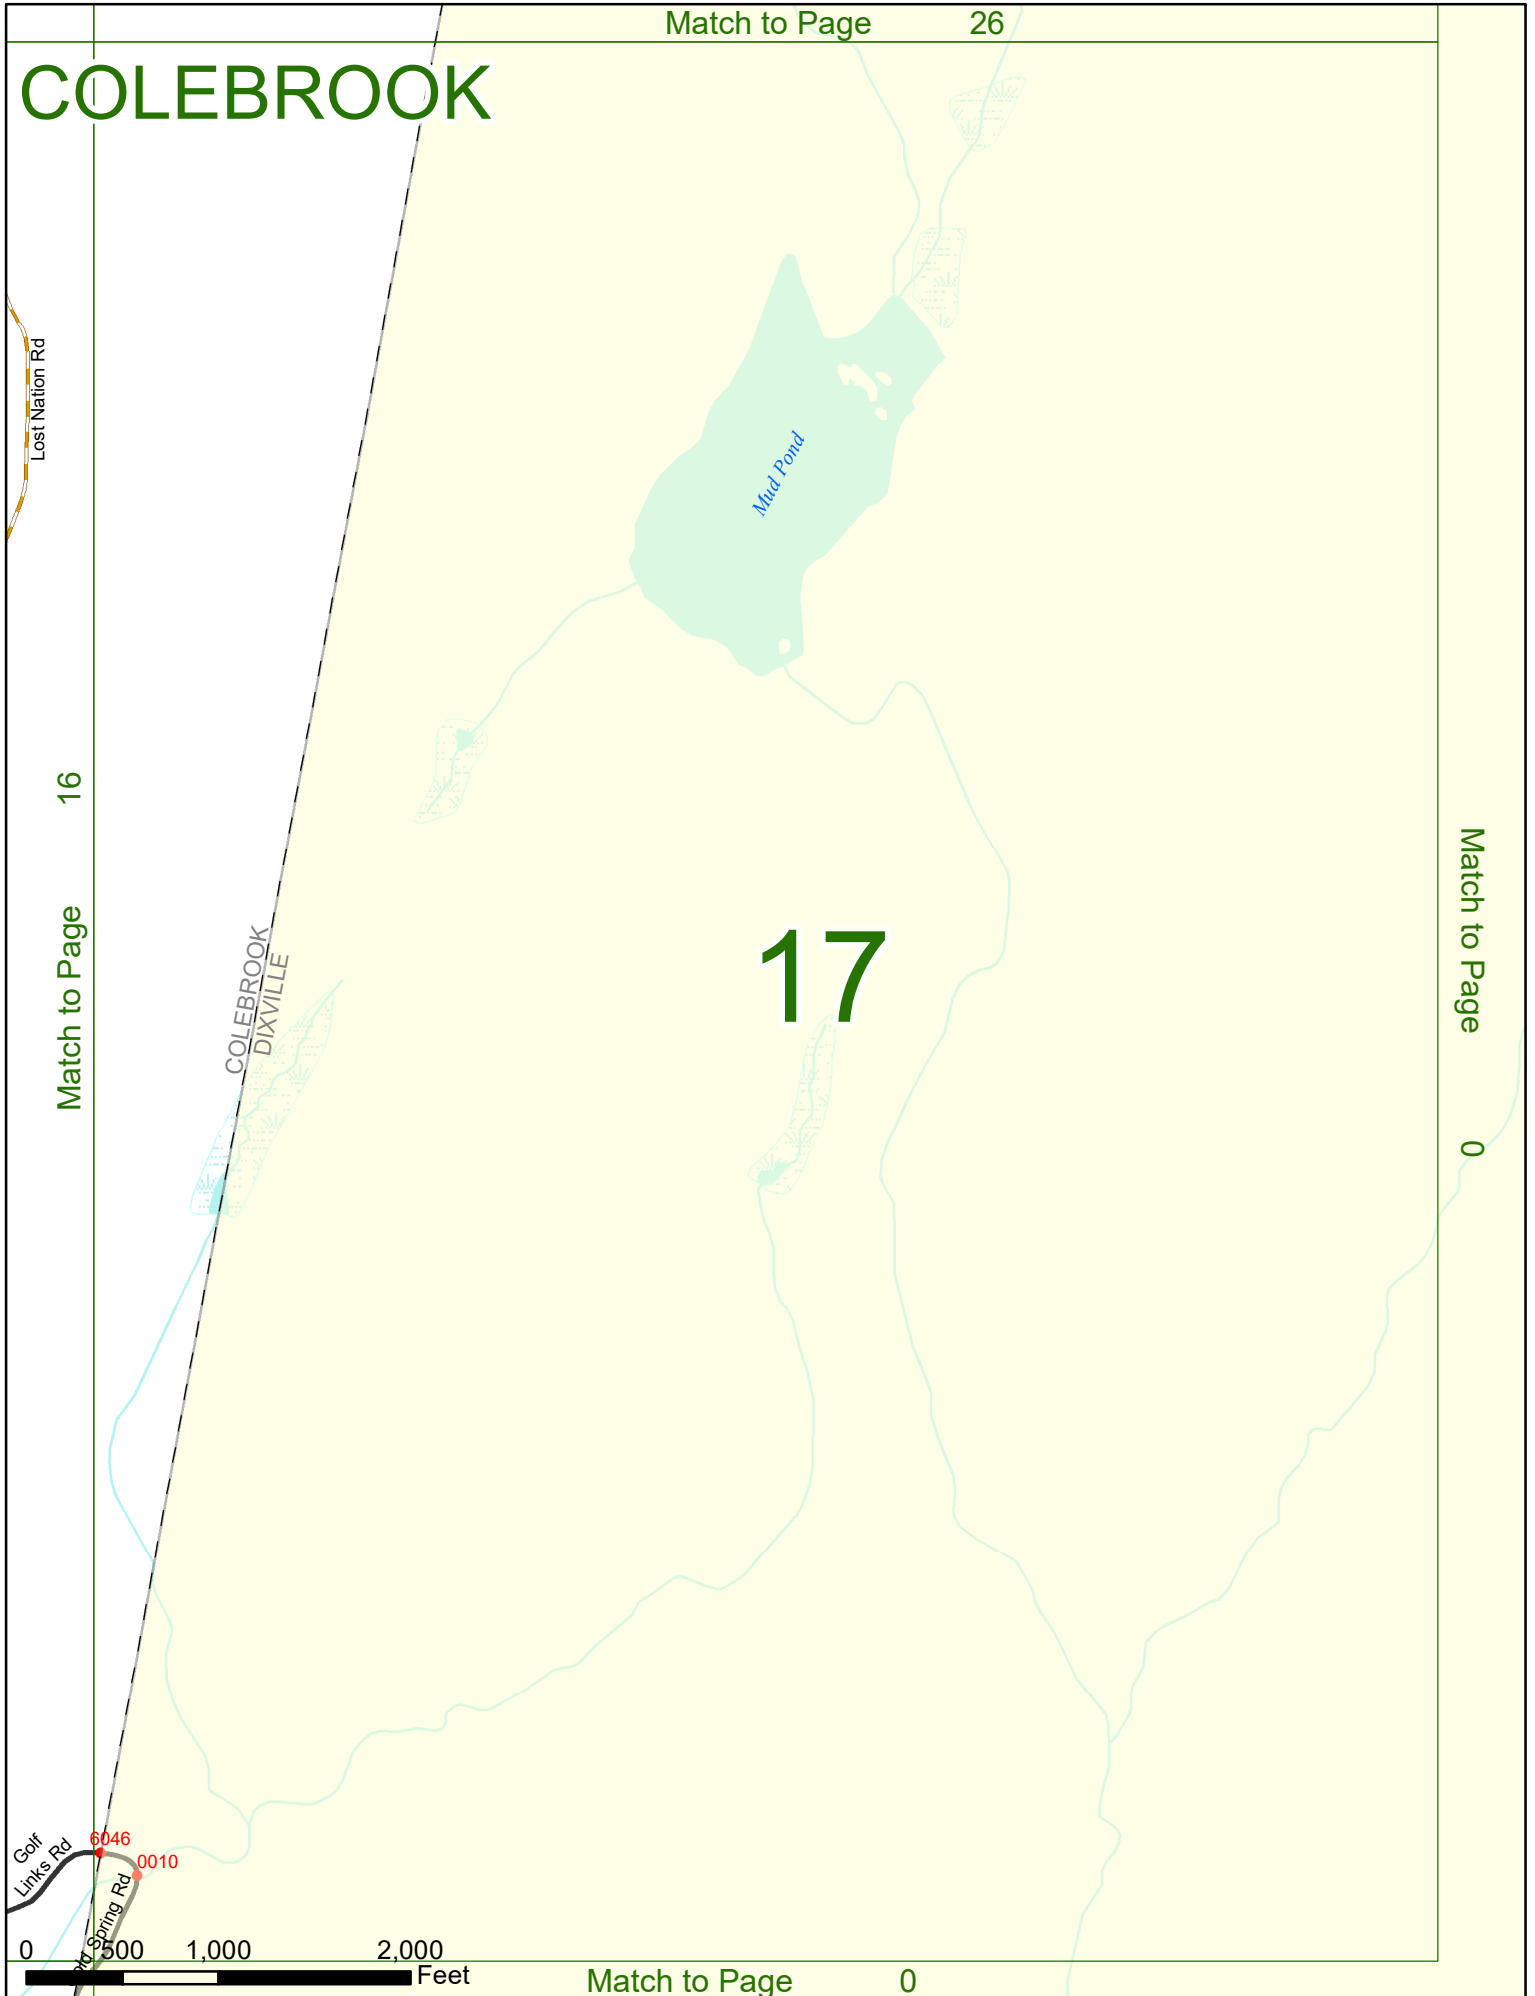 Match to Page 26
COLEBROOK
Lost Nation Rd
Mud Pond
Match to Page 16
17
Match to Page 0
COLEBROOK
DIXVILLE
Golf
Links Rd
6046
0010
Spring Rd
0 500 1,000 2,000
Feet
Match to Page 0